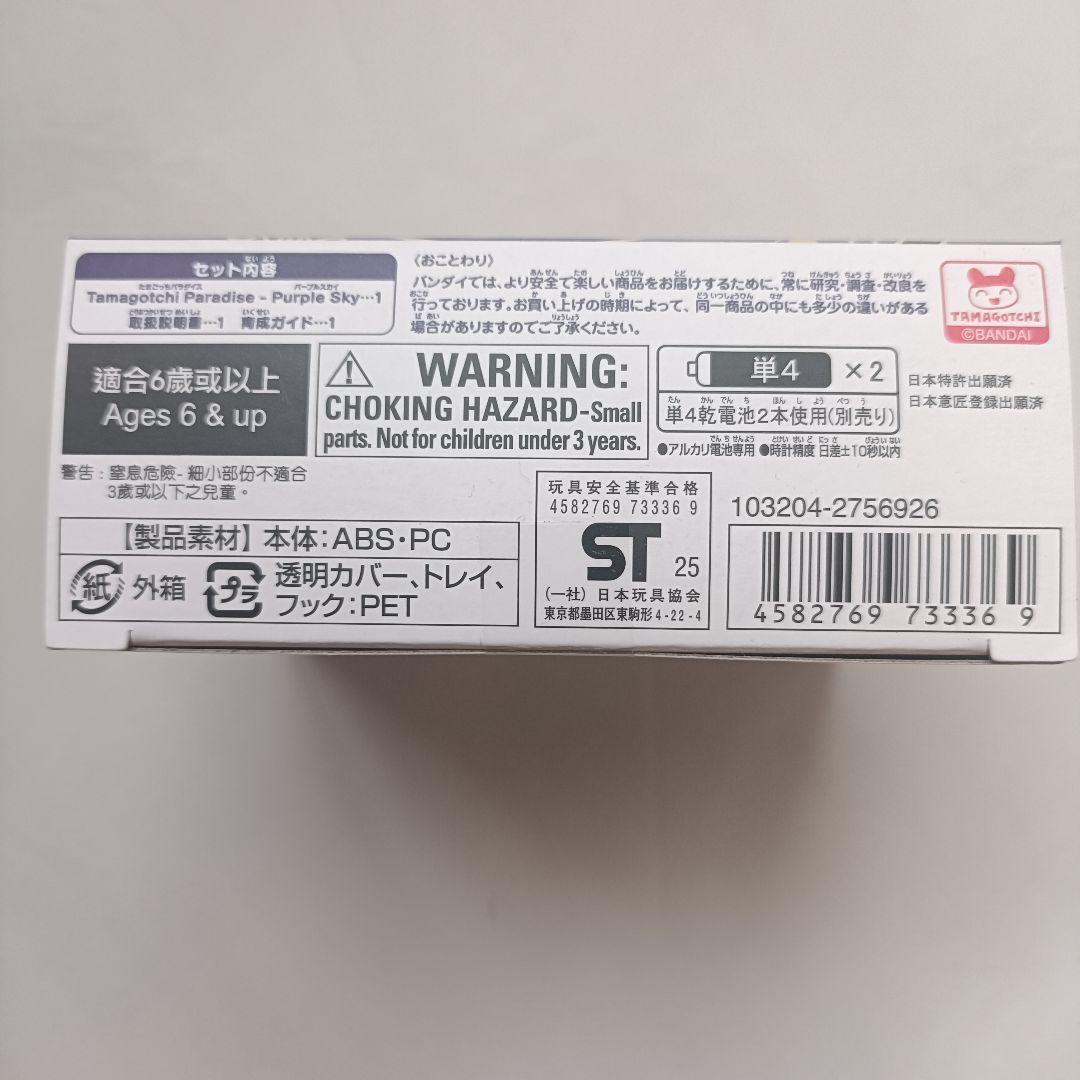 セット内容
Tamagotchi Paradise - Purple Sky…1
取扱説明書…1 育成ガイド…1
〈おことわり〉
バンダイでは、より安全で楽しい商品をお届けするために、常に研究・調査・改良を
行っております。お買い上げの時期によって、同一商品の中にも多少の違いがある
場合がありますのでご了承ください。
TAMAGOTCHI
©BANDAI
適合6歲或以上
Ages 6 & up
WARNING:
CHOKING HAZARD-Small
parts. Not for children under 3 years.
単4 ×2
単4乾電池2本使用(別売り)
●アルカリ電池専用 ●時計精度 日差±10秒以内
日本特許出願済
日本意匠登録出願済
警告：窒息危險- 細小部份不適合
3歲或以下之兒童。
【製品素材】本体：ABS・PC
紙 外箱 プラ 透明カバー、トレイ、
フック：PET
玩具安全基準合格
4582769 73336 9
ST 25
(一社) 日本玩具協会
東京都墨田区東駒形4-22-4
103204-2756926
4582769 73336 9